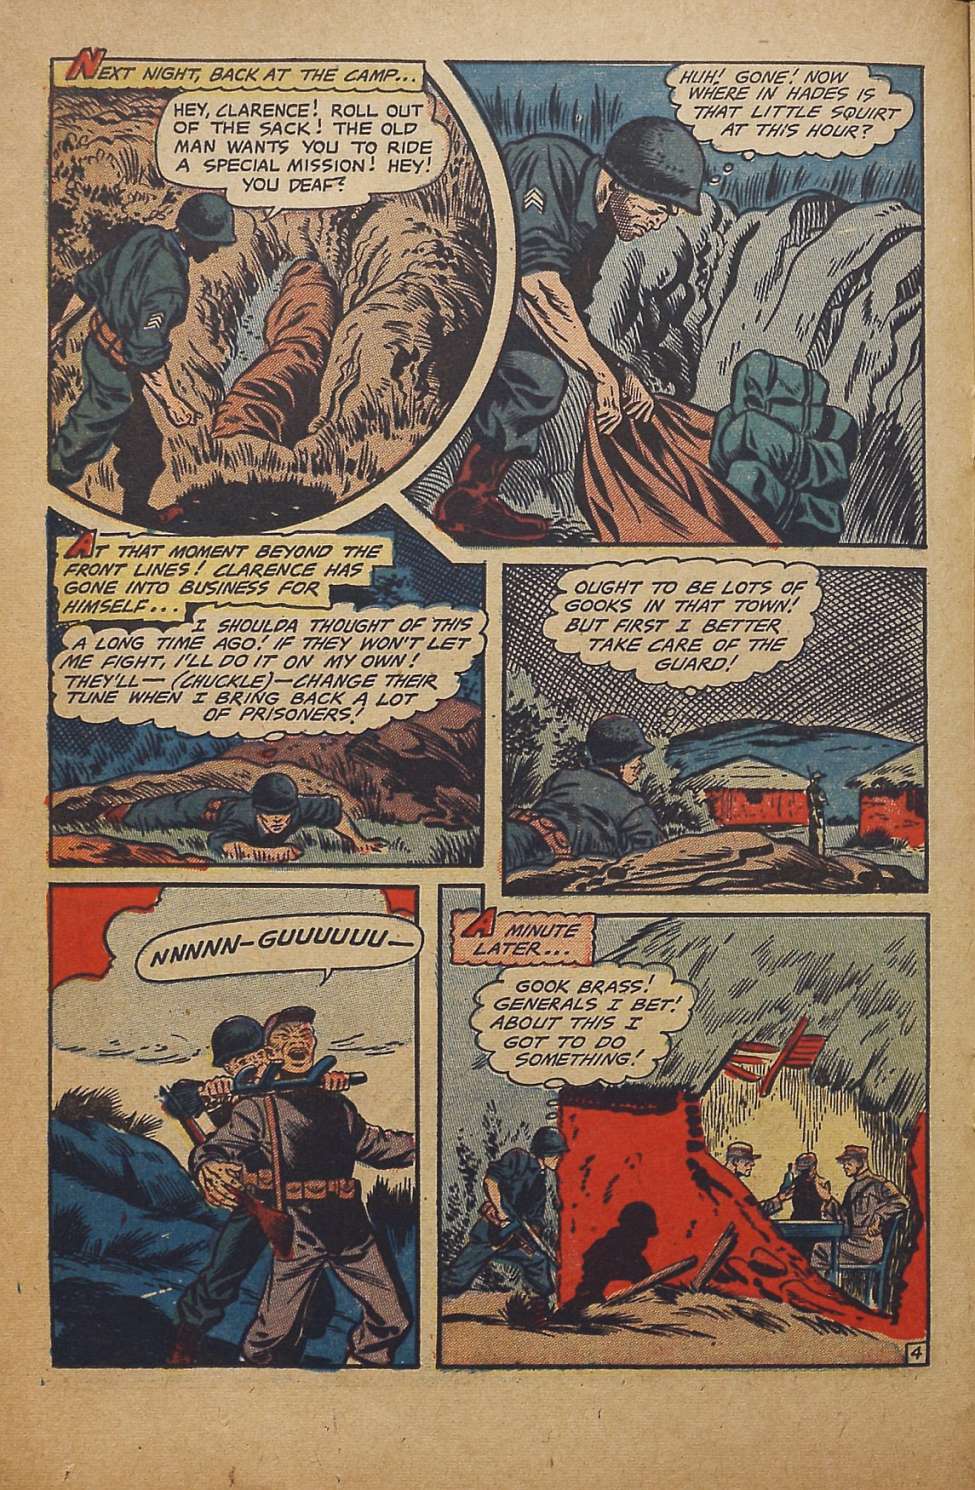 NEXT NIGHT, BACK AT THE CAMP...
HEY, CLARENCE! ROLL OUT
OF THE SACK! THE OLD
MAN WANTS YOU TO RIDE
A SPECIAL MISSION! HEY!
YOU DEAF?
HUH! GONE! NOW
WHERE IN HADES IS
THAT LITTLE SQUIRT
AT THIS HOUR?
AT THAT MOMENT BEYOND THE
FRONT LINES! CLARENCE HAS
GONE INTO BUSINESS FOR
HIMSELF...
I SHOULDA THOUGHT OF THIS
A LONG TIME AGO! IF THEY WON'T LET
ME FIGHT, I'LL DO IT ON MY OWN!
THEY'LL—(CHUCKLE)—CHANGE THEIR
TUNE WHEN I BRING BACK A LOT
OF PRISONERS!
OUGHT TO BE LOTS OF
GOOKS IN THAT TOWN!
BUT FIRST I BETTER
TAKE CARE OF THE
GUARD!
NNNNN-GUUUUUU—
A MINUTE
LATER...
GOOK BRASS!
GENERALS I BET!
ABOUT THIS I
GOT TO DO
SOMETHING!
4